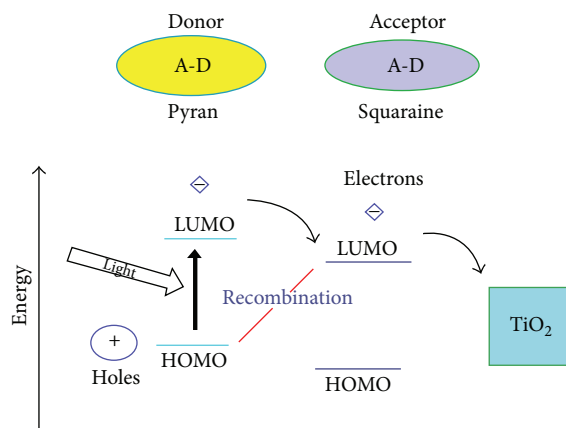 Donor
Acceptor
A-D
A-D
Pyran
Squaraine
−
Electrons
−
LUMO
LUMO
Light
Recombination
Energy
+
HOMO
TiO₂
Holes
HOMO